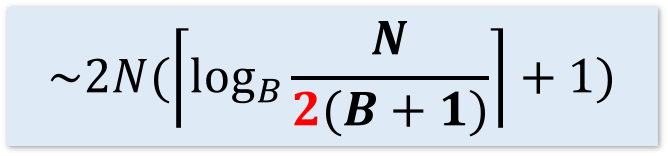 ~2N(⌈log_B N/2(B + 1)⌉ + 1)